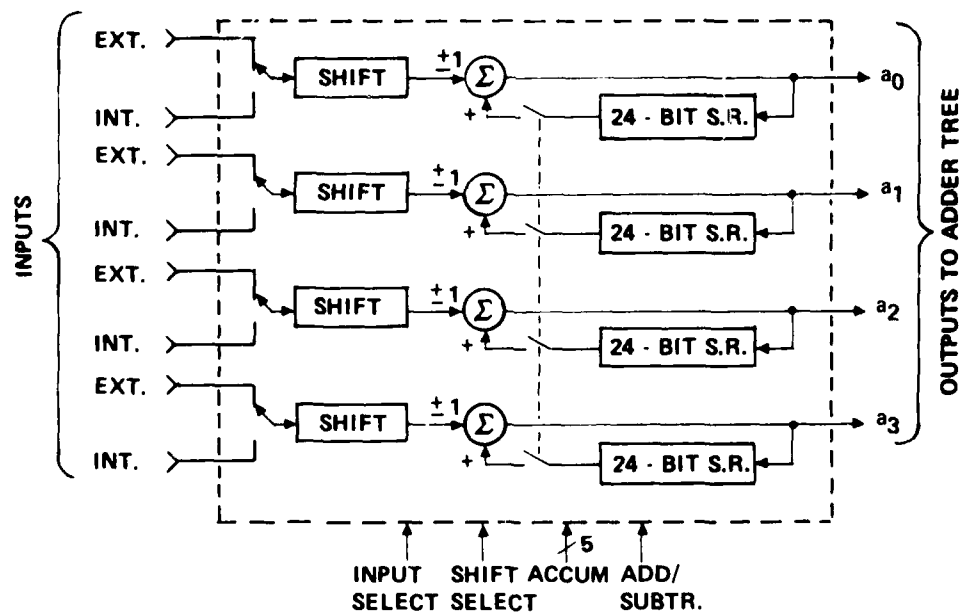 INPUTS
EXT.
INT.
SHIFT
±1
Σ
+
24 - BIT S.R.
a0
EXT.
INT.
SHIFT
±1
Σ
+
24 - BIT S.R.
a1
EXT.
INT.
SHIFT
±1
Σ
+
24 - BIT S.R.
a2
EXT.
INT.
SHIFT
±1
Σ
+
24 - BIT S.R.
a3
OUTPUTS TO ADDER TREE
5
INPUT SELECT
SHIFT SELECT
ACCUM
ADD/ SUBTR.